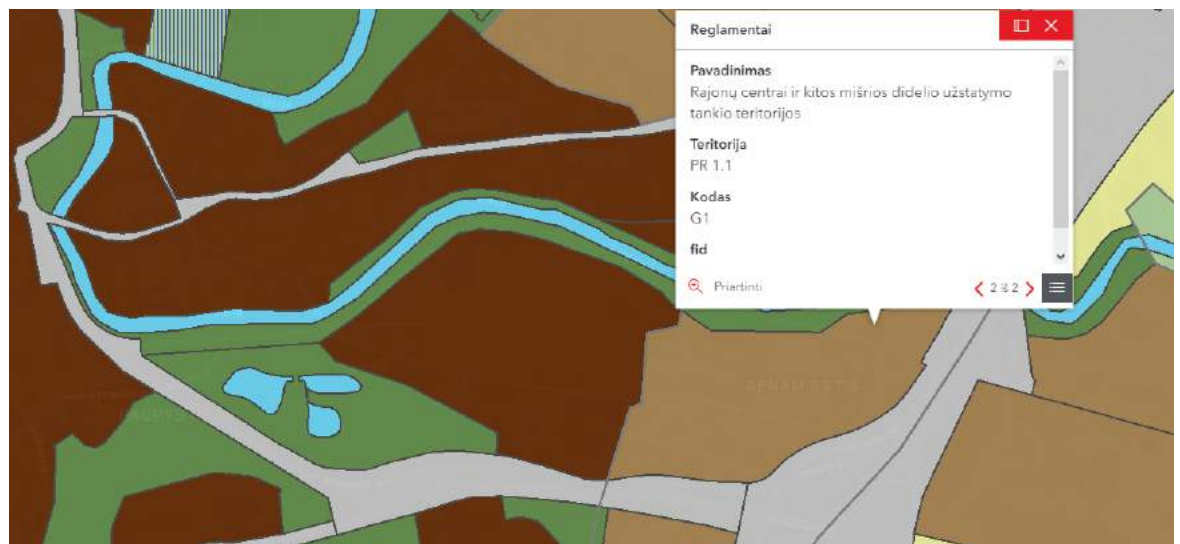 Reglamentai
Pavadinimas
Rajonų centrai ir kitos mišrios didelio užstatymo
tankio teritorijos
Teritorija
PR 1.1
Kodas
G1
fid
Priartinti
2 iš 2